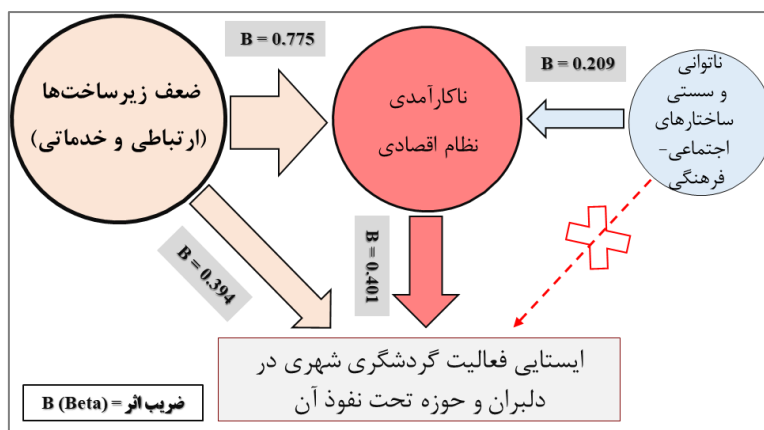 ضعف زیرساخت‌ها
(ارتباطی و خدماتی)
B = 0.775
ناکارآمدی
نظام اقتصادی
B = 0.209
ناتوانی
و سستی
ساختارهای
اجتماعی-
فرهنگی
B = 0.394
B = 0.401
ایستایی فعالیت گردشگری شهری در
دلبران و حوزه تحت نفوذ آن
ضریب اثر = B (Beta)